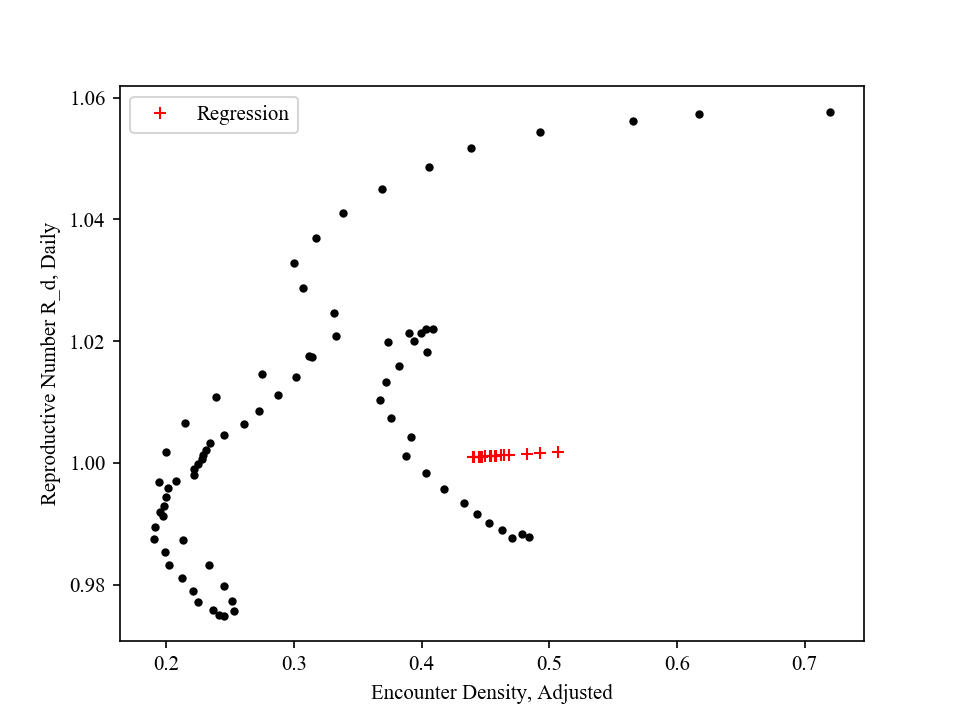 Regression
1.06
1.04
1.02
1.00
0.98
Reproductive Number R_d, Daily
0.2 0.3 0.4 0.5 0.6 0.7
Encounter Density, Adjusted